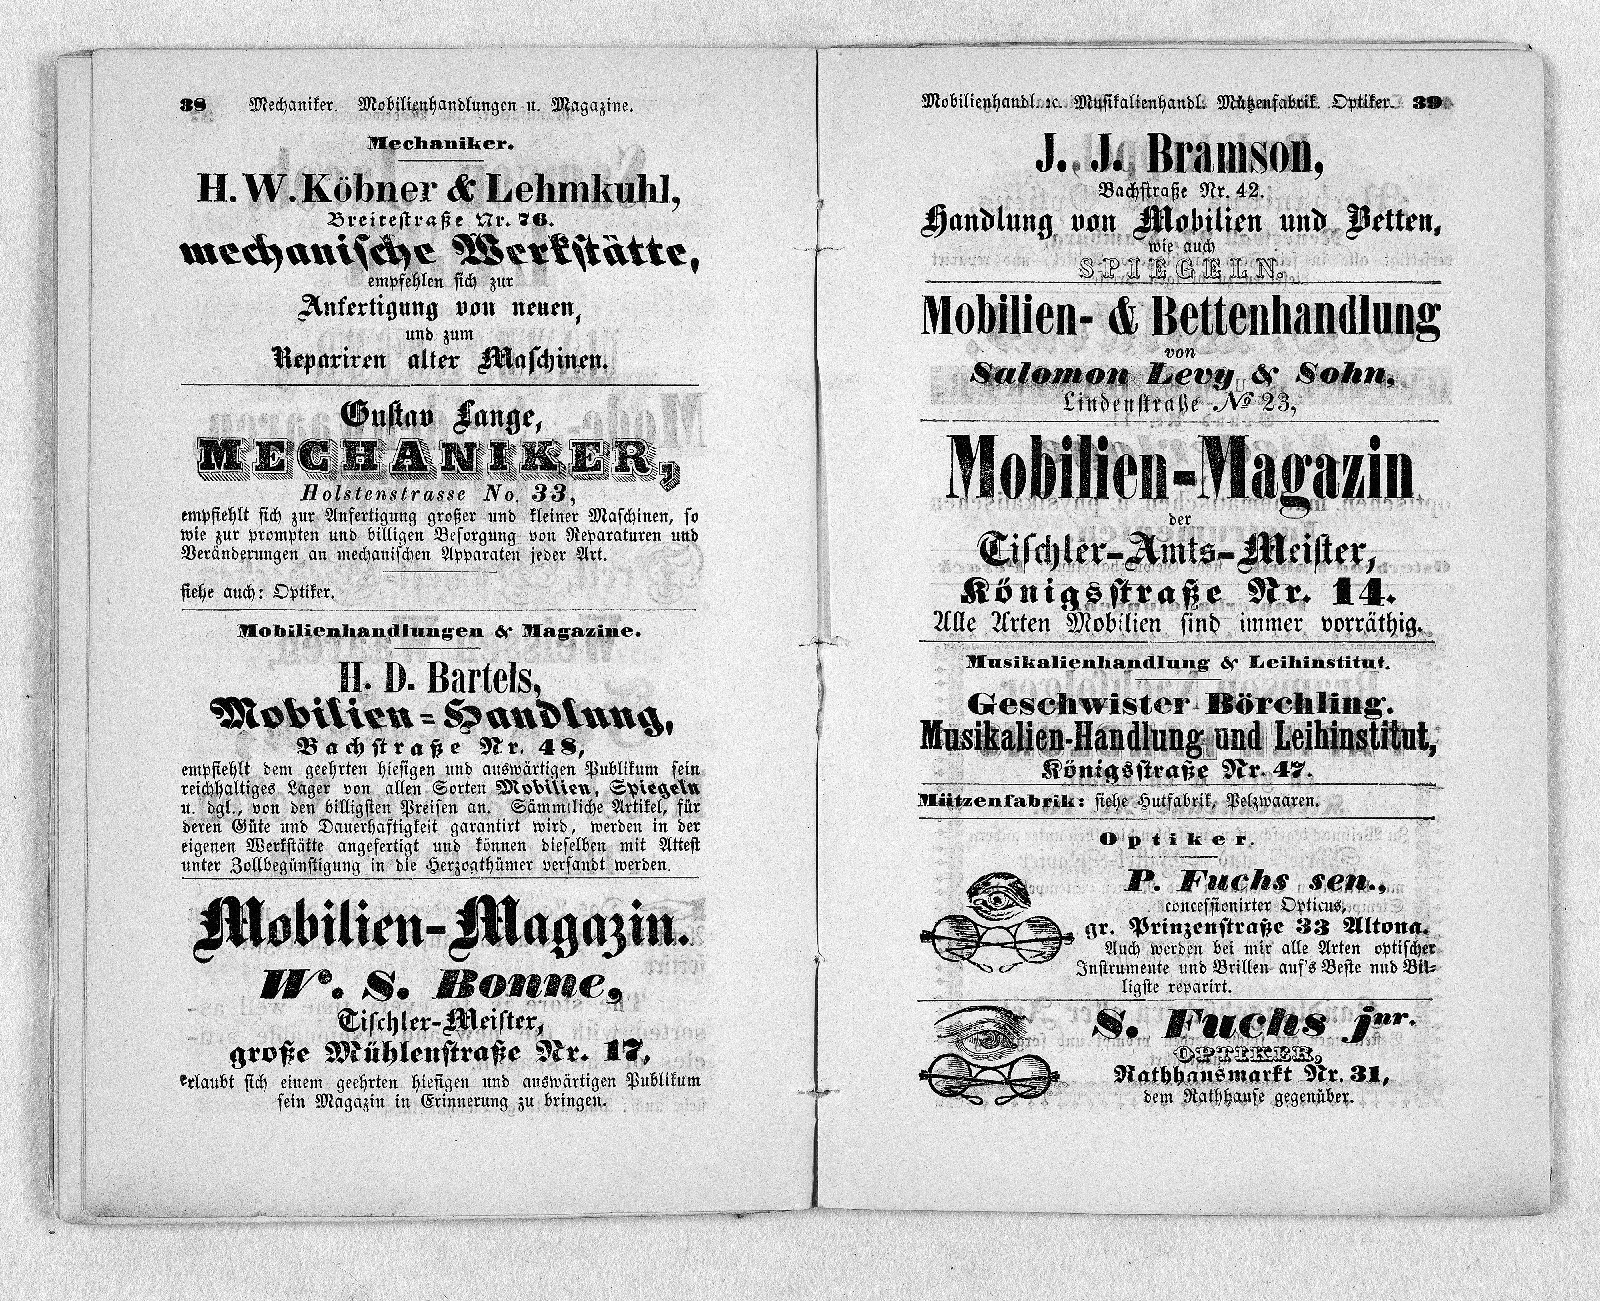 38 Mechaniker. Mobilienhandlungen u. Magazine.
Mechaniker.
H. W. Köbner & Lehmkuhl,
Breitestraße Nr. 76.
mechanische Werkstätte,
empfehlen sich zur
Anfertigung von neuen,
und zum
Repariren alter Maschinen.
Gustav Lange,
MECHANIKER,
Holstenstrasse No. 33,
empfiehlt sich zur Anfertigung großer und kleiner Maschinen, so
wie zur prompten und billigen Besorgung von Reparaturen und
Veränderungen an mechanischen Apparaten jeder Art.
siehe auch: Optiker.
Mobilienhandlungen & Magazine.
H. D. Bartels,
Mobilien=Handlung,
Bachstraße Nr. 48,
empfiehlt dem geehrten hiesigen und auswärtigen Publikum sein
reichhaltiges Lager von allen Sorten Mobilien, Spiegeln
u. dgl., von den billigsten Preisen an. Sämmtliche Artikel, für
deren Güte und Dauerhaftigkeit garantirt wird, werden in der
eigenen Werkstätte angefertigt und können dieselben mit Attest
unter Zollbegünstigung in die Herzogthümer versandt werden.
Mobilien-Magazin.
W. S. Bonne,
Tischler-Meister,
große Mühlenstraße Nr. 17,
erlaubt sich einem geehrten hiesigen und auswärtigen Publikum
sein Magazin in Erinnerung zu bringen.
Mobilienhandl. ꝛc. Musikalienhandl. Mützenfabrik. Optiker. 39
J. J. Bramson,
Bachstraße Nr. 42.
Handlung von Mobilien und Betten,
wie auch
SPIEGELN.
Mobilien- & Bettenhandlung
von
Salomon Levy & Sohn.
Lindenstraße № 23,
Mobilien-Magazin
der
Tischler-Amts-Meister,
Königsstraße Nr. 14.
Alle Arten Mobilien sind immer vorräthig.
Musikalienhandlung & Leihinstitut.
Geschwister Börchling.
Musikalien-Handlung und Leihinstitut,
Königsstraße Nr. 47.
Mützenfabrik: siehe Hutfabrik, Pelzwaaren.
Optiker.
P. Fuchs sen.,
concessionirter Opticus,
gr. Prinzenstraße 33 Altona.
Auch werden bei mir alle Arten optischer
Instrumente und Brillen auf's Beste nud Bil=
ligste reparirt.
S. Fuchs jnr.
OPTIKER,
Rathhausmarkt Nr. 31,
dem Rathhause gegenüber.